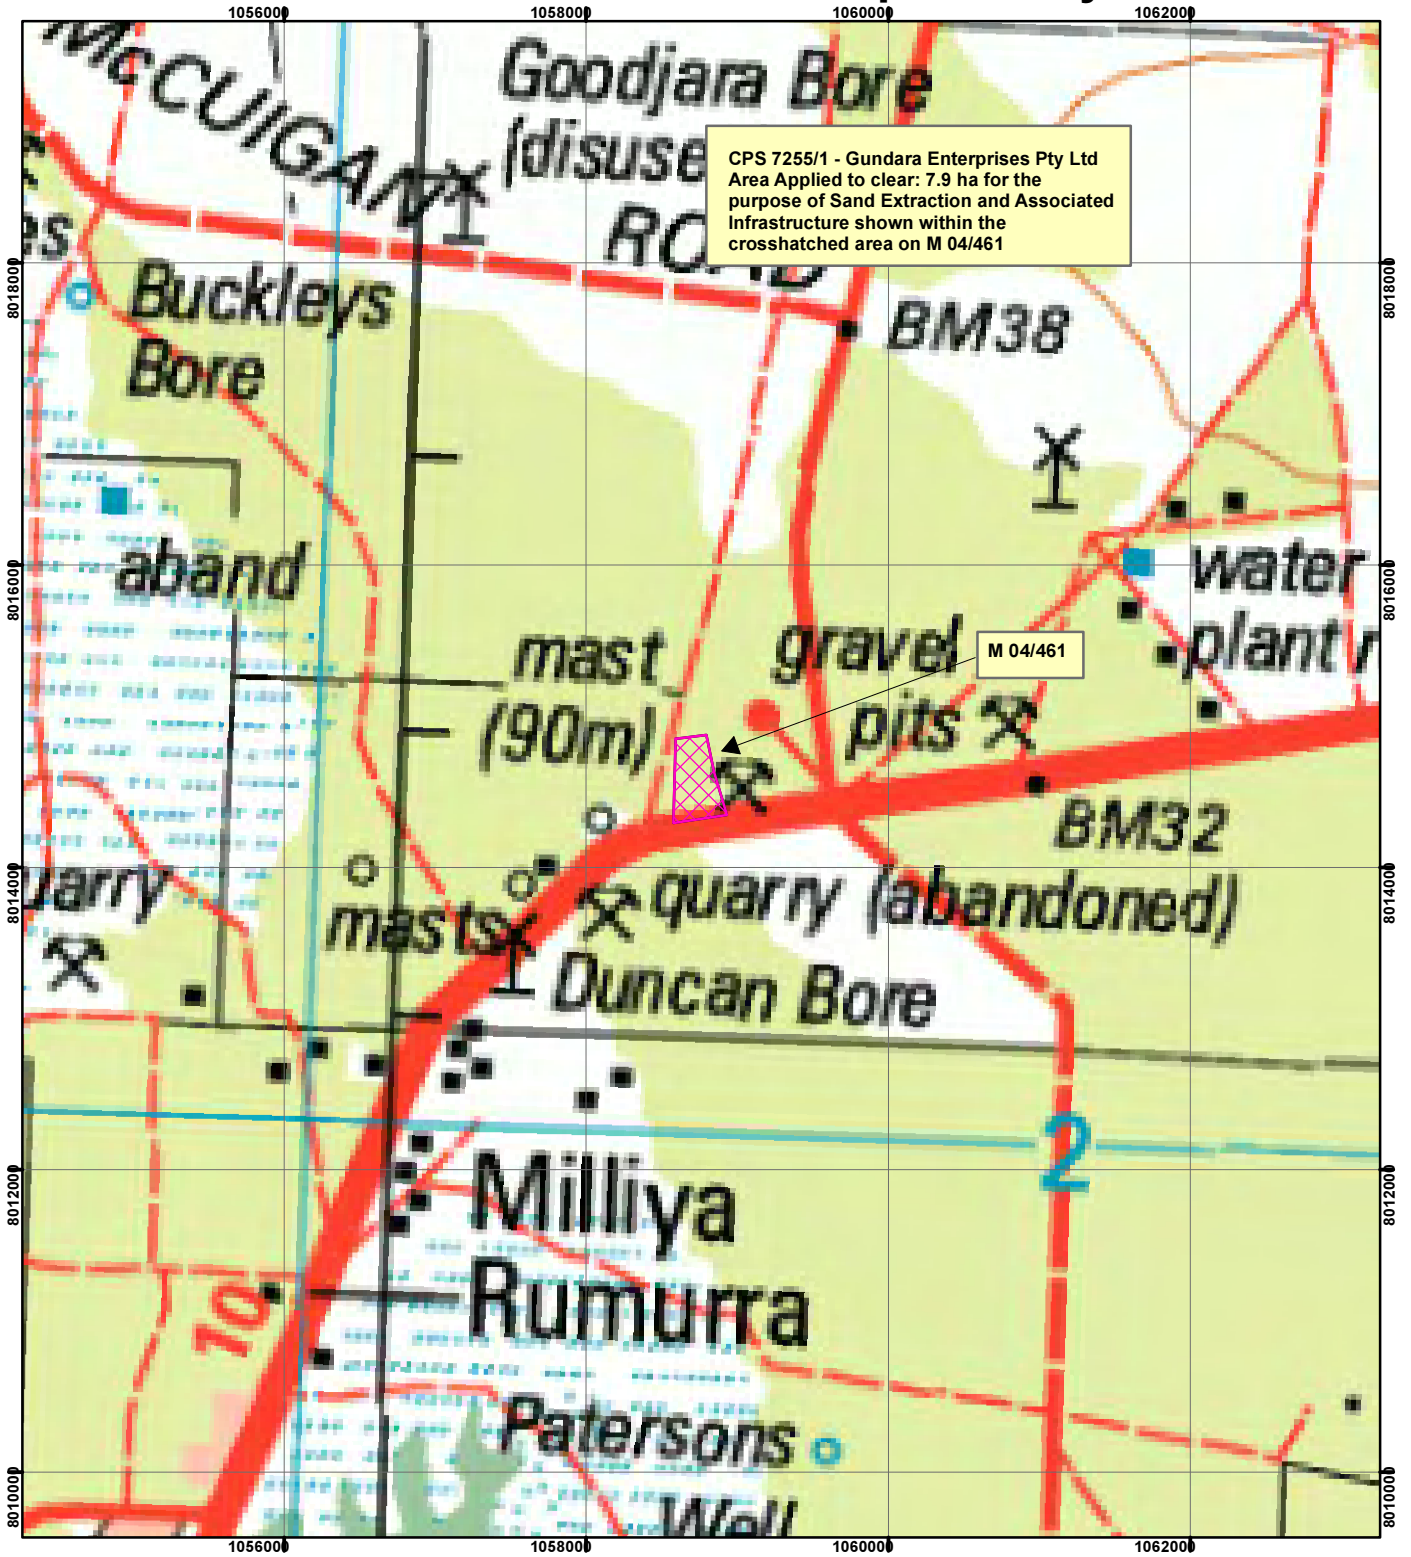 1056000
1058000
1060000
1062000
McCUIGAN
ROAD
Goodjara Bore
(disuse
CPS 7255/1 - Gundara Enterprises Pty Ltd
Area Applied to clear: 7.9 ha for the
purpose of Sand Extraction and Associated
Infrastructure shown within the
crosshatched area on M 04/461
es
8018000
8018000
Buckleys
Bore
BM38
aband
8016000
8016000
water
plant
mast
(90m)
gravel
pits
M 04/461
BM32
8014000
8014000
uarry
masts
quarry (abandoned)
Duncan Bore
2
8012000
8012000
Milliya
Rumurra
10
Patersons
Well
8010000
8010000
1056000
1058000
1060000
1062000